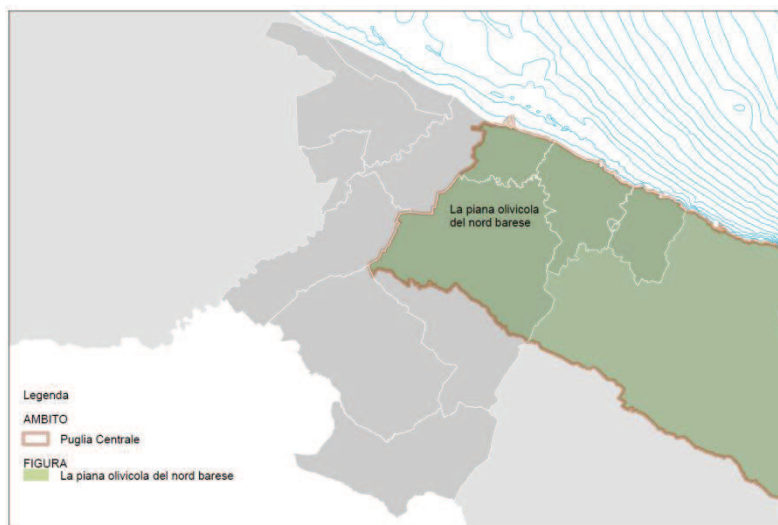 La piana olivicola
del nord barese
Legenda
AMBITO
Puglia Centrale
FIGURA
La piana olivicola del nord barese